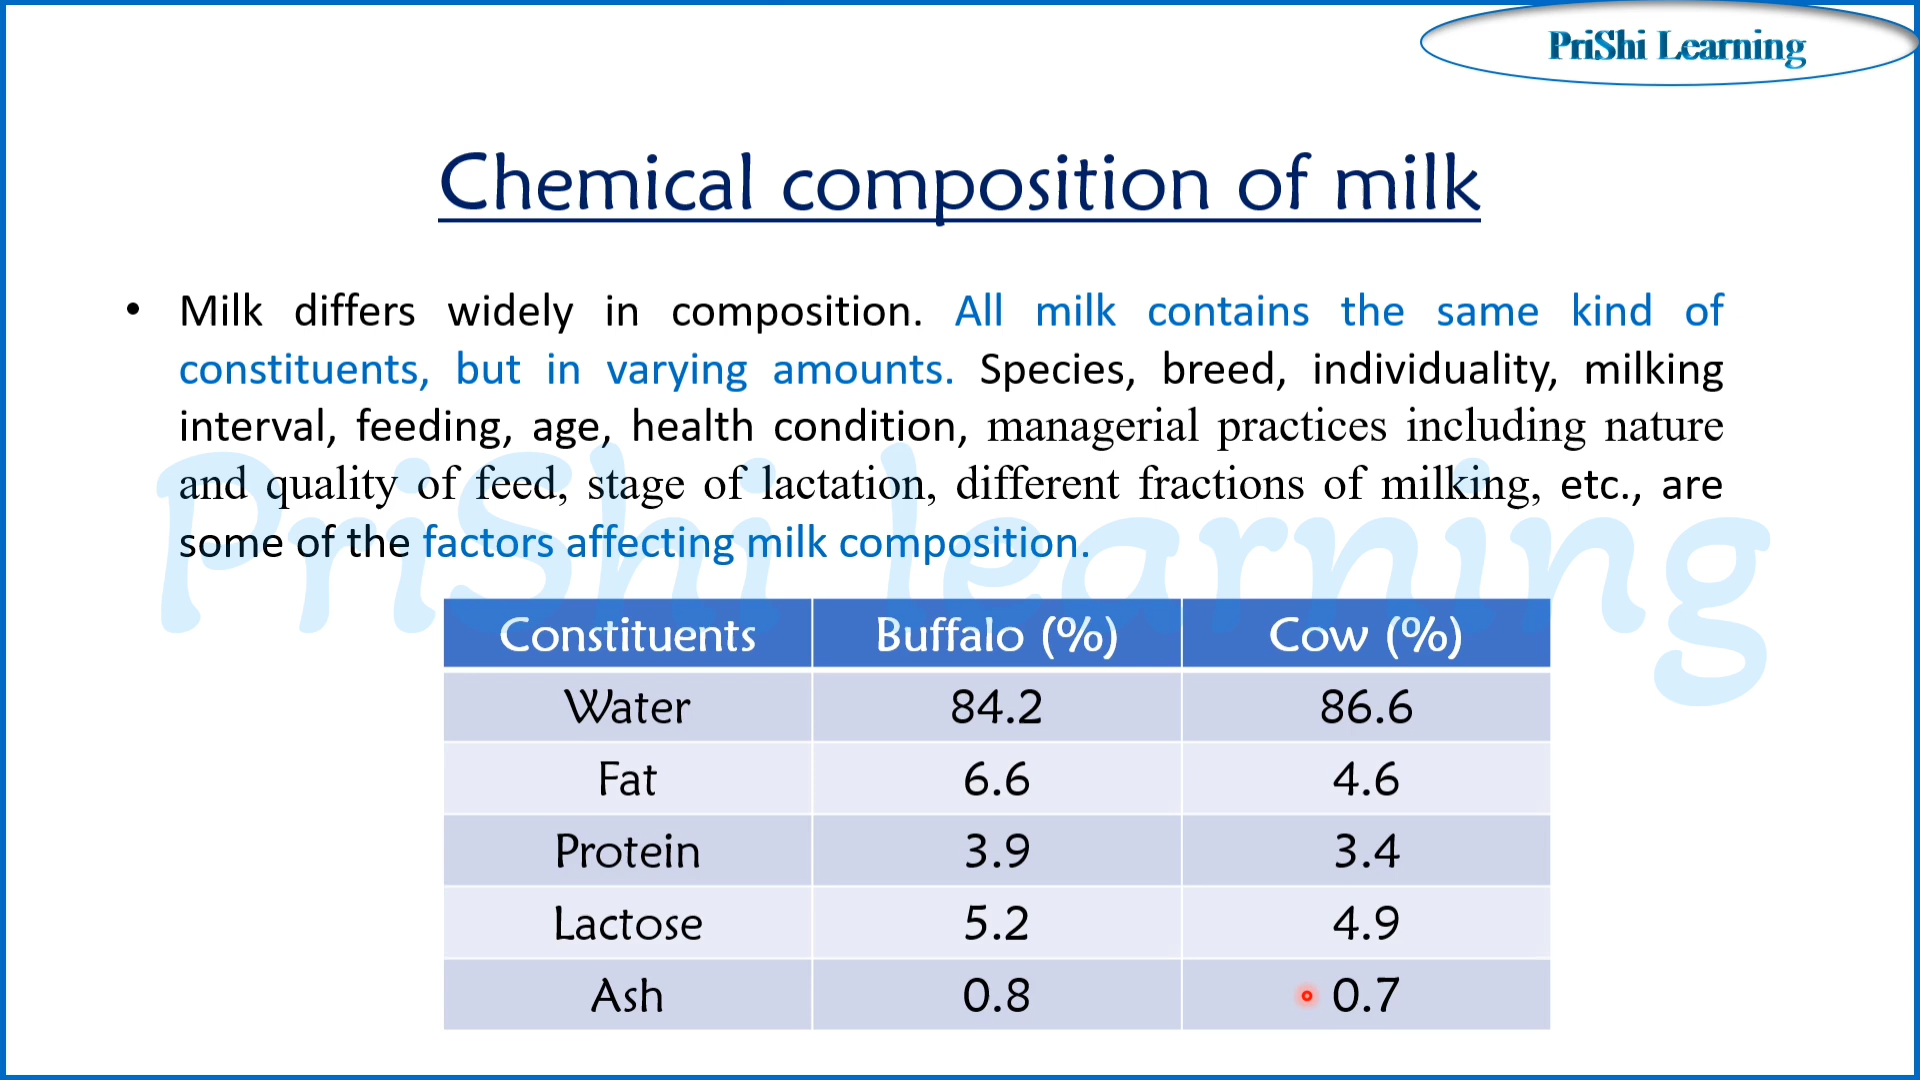 PriShi Learning
Chemical composition of milk
• Milk differs widely in composition. All milk contains the same kind of
constituents, but in varying amounts. Species, breed, individuality, milking
interval, feeding, age, health condition, managerial practices including nature
and quality of feed, stage of lactation, different fractions of milking, etc., are
some of the factors affecting milk composition.
PriShi learning
Constituents Buffalo (%) Cow (%)
Water 84.2 86.6
Fat 6.6 4.6
Protein 3.9 3.4
Lactose 5.2 4.9
Ash 0.8 0.7